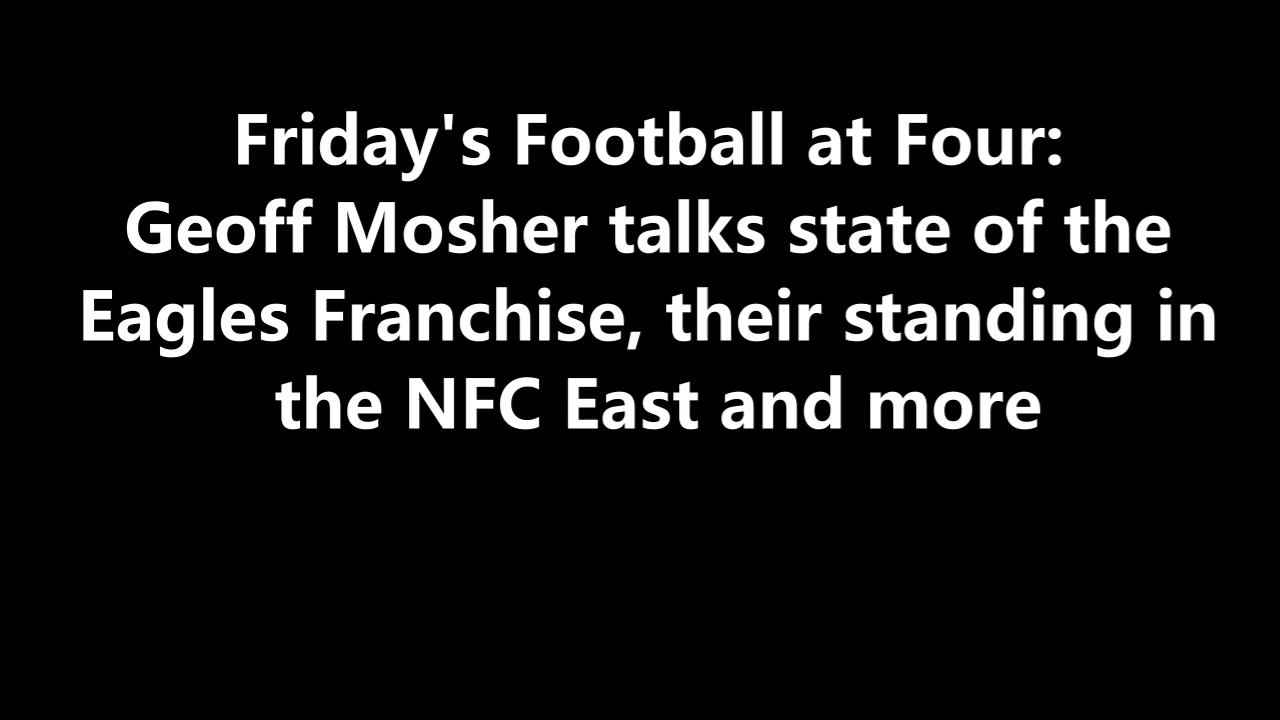 Friday's Football at Four:
Geoff Mosher talks state of the
Eagles Franchise, their standing in
the NFC East and more